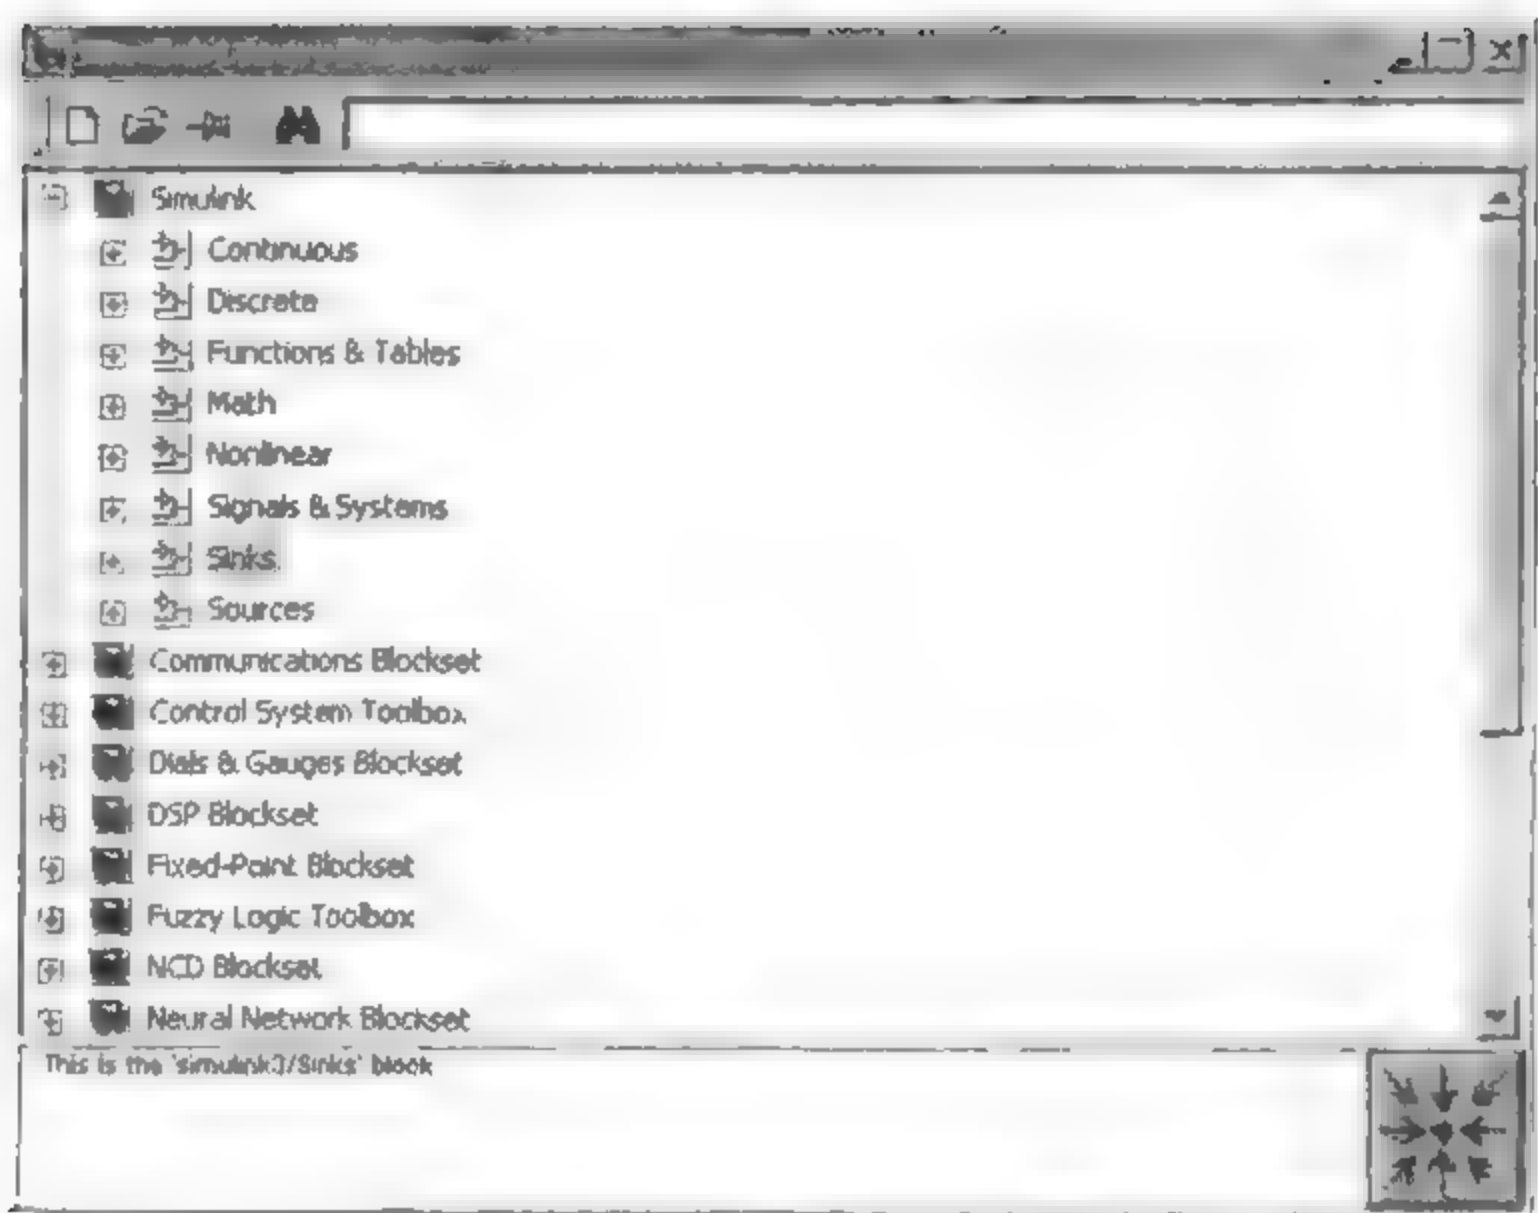 Simulink
Continuous
Discrete
Functions & Tables
Math
Nonlinear
Signals & Systems
Sinks
Sources
Communications Blockset
Control System Toolbox
Dials & Gauges Blockset
DSP Blockset
Fixed-Point Blockset
Fuzzy Logic Toolbox
NCD Blockset
Neural Network Blockset
This is the 'simulink3/Sinks' block